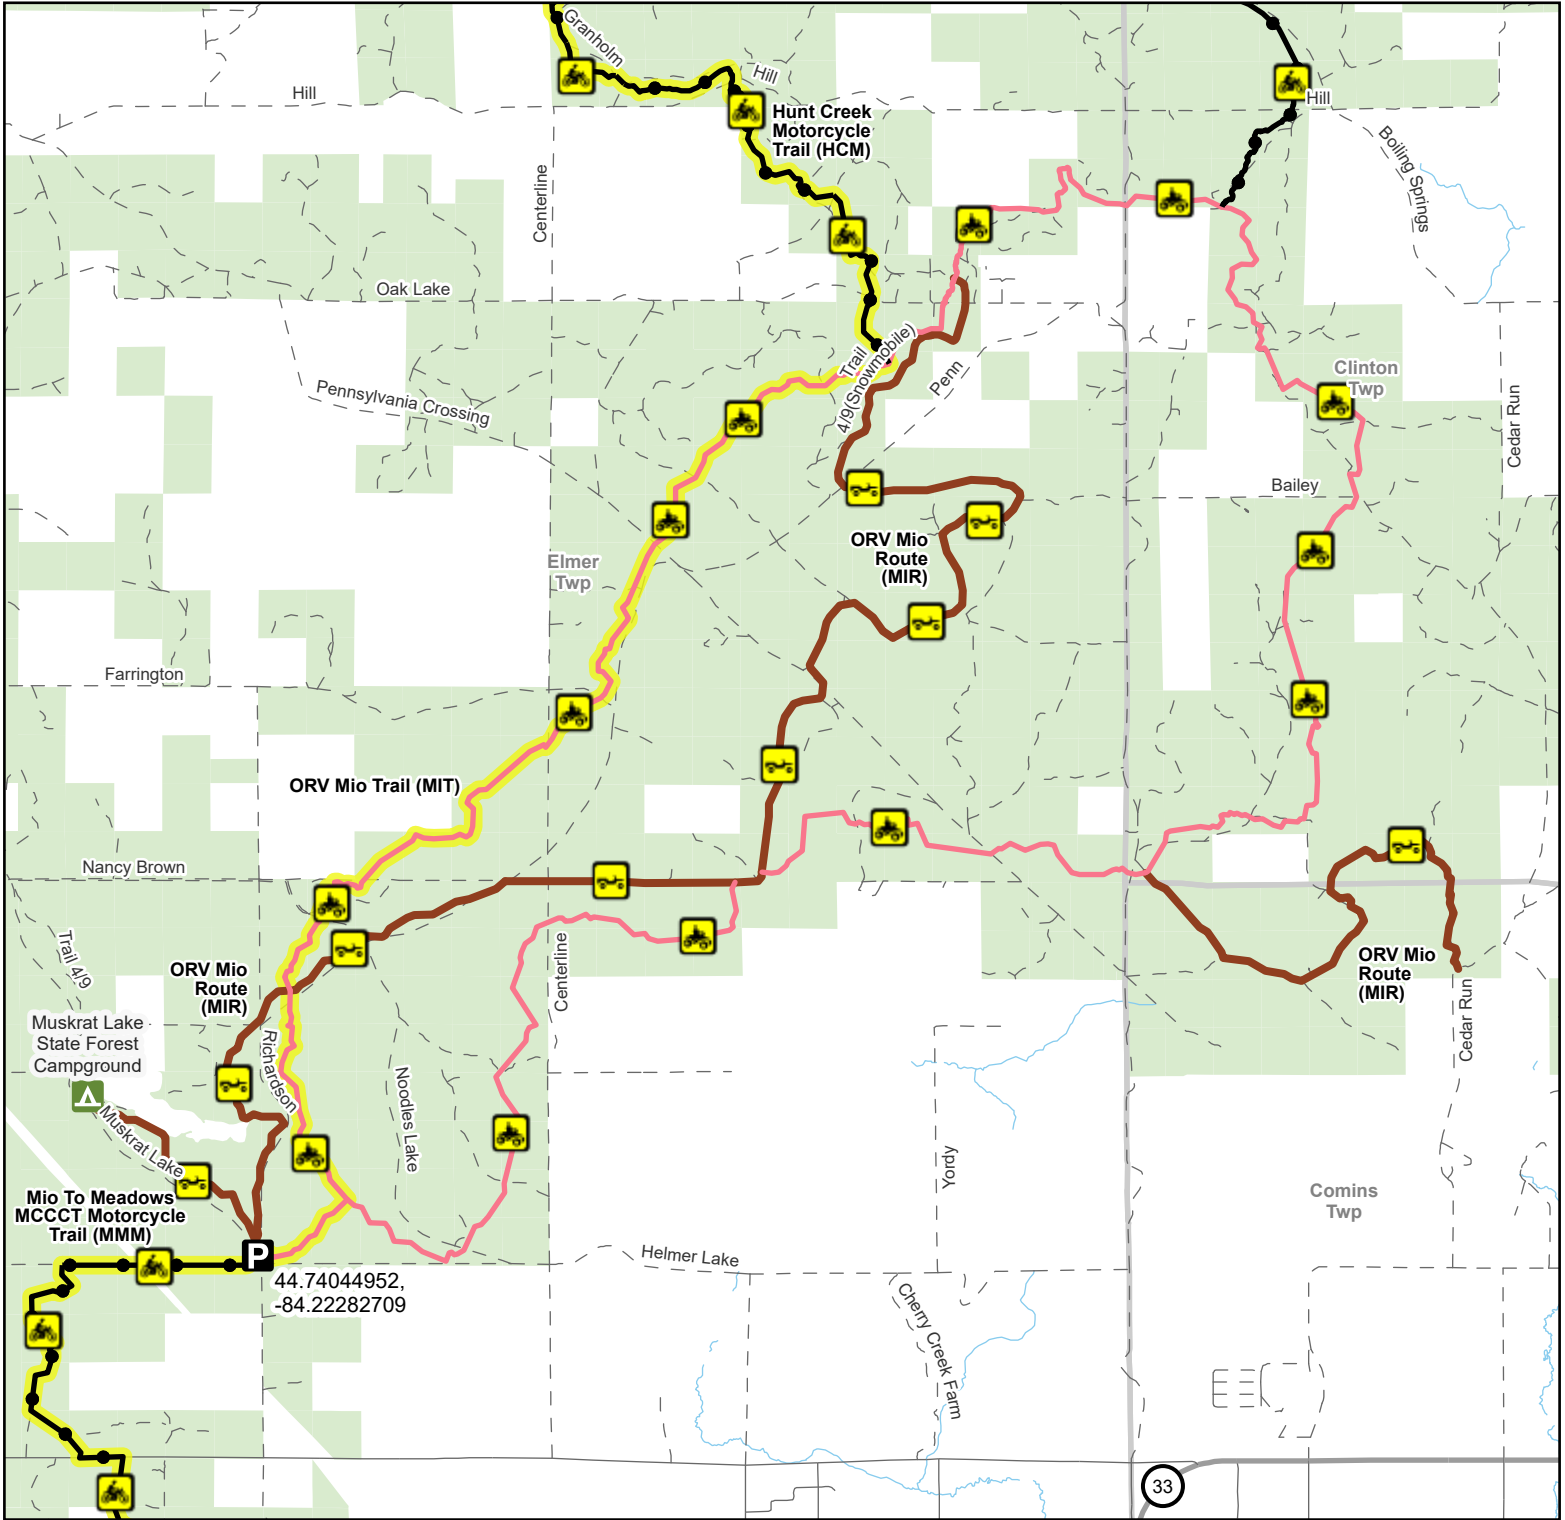 Granholm
Hill
Hill
Hunt Creek
Motorcycle
Trail (HCM)
Hill
Boiling Springs
Centerline
Oak Lake
Trail
4/9(Snowmobile)
Penn
Pennsylvania Crossing
Clinton
Twp
Cedar Run
Bailey
ORV Mio
Route
(MIR)
Elmer
Twp
Farrington
ORV Mio Trail (MIT)
Nancy Brown
Trail 4/9
ORV Mio
Route
(MIR)
Centerline
ORV Mio
Route
(MIR)
Cedar Run
Muskrat Lake
State Forest
Campground
Richardson
Noodles Lake
Muskrat Lake
Yordy
Mio To Meadows
MCCCT Motorcycle
Trail (MMM)
Comins
Twp
P
Helmer Lake
44.74044952,
-84.22282709
Cherry Creek Farm
33